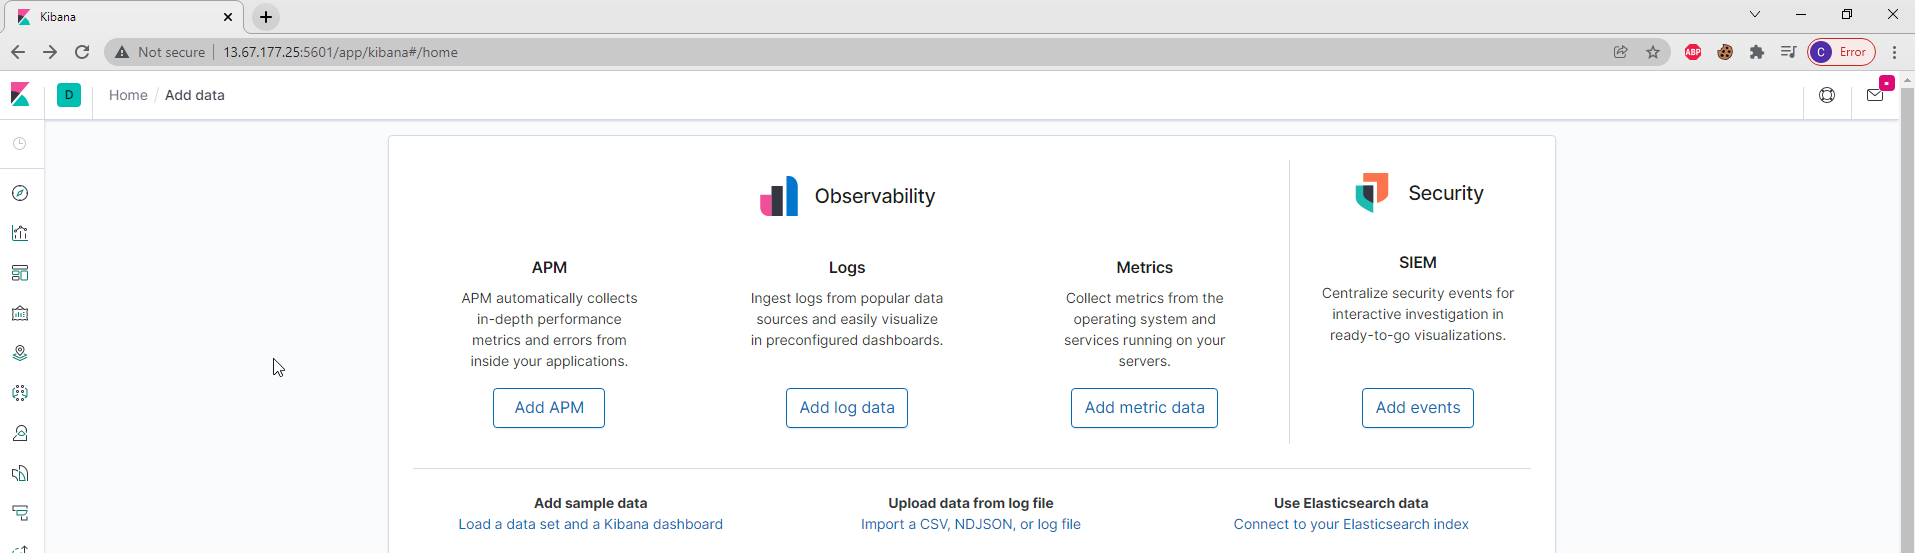 Kibana
Not secure
13.67.177.25:5601/app/kibana#/home
ABP
C
Error
D
Home / Add data
Observability
Security
APM
APM automatically collects
in-depth performance
metrics and errors from
inside your applications.
Add APM
Logs
Ingest logs from popular data
sources and easily visualize
in preconfigured dashboards.
Add log data
Metrics
Collect metrics from the
operating system and
services running on your
servers.
Add metric data
SIEM
Centralize security events for
interactive investigation in
ready-to-go visualizations.
Add events
Add sample data
Load a data set and a Kibana dashboard
Upload data from log file
Import a CSV, NDJSON, or log file
Use Elasticsearch data
Connect to your Elasticsearch index